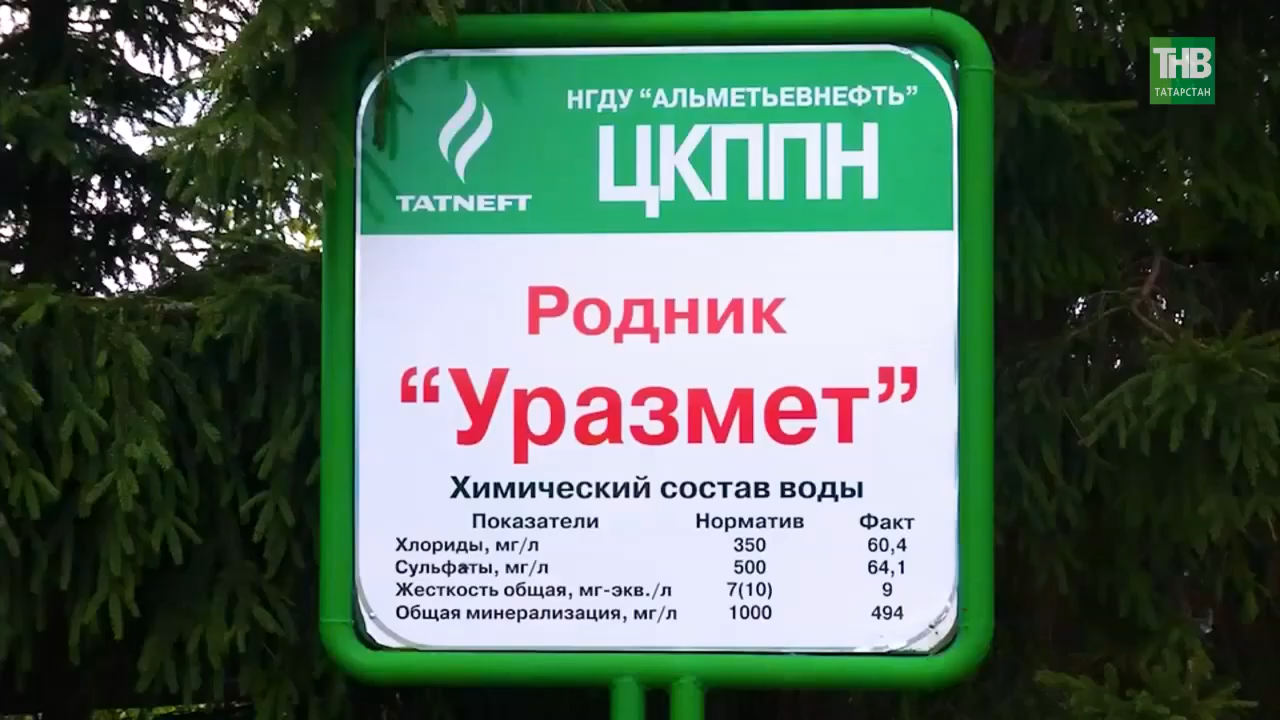 ТНВ
ТАТАРСТАН
НГДУ “АЛЬМЕТЬЕВНЕФТЬ”
ЦКППН
TATNEFT
Родник
“Уразмет”
Химический состав воды
Показатели Норматив Факт
Хлориды, мг/л 350 60,4
Сульфаты, мг/л 500 64,1
Жесткость общая, мг-экв./л 7(10) 9
Общая минерализация, мг/л 1000 494